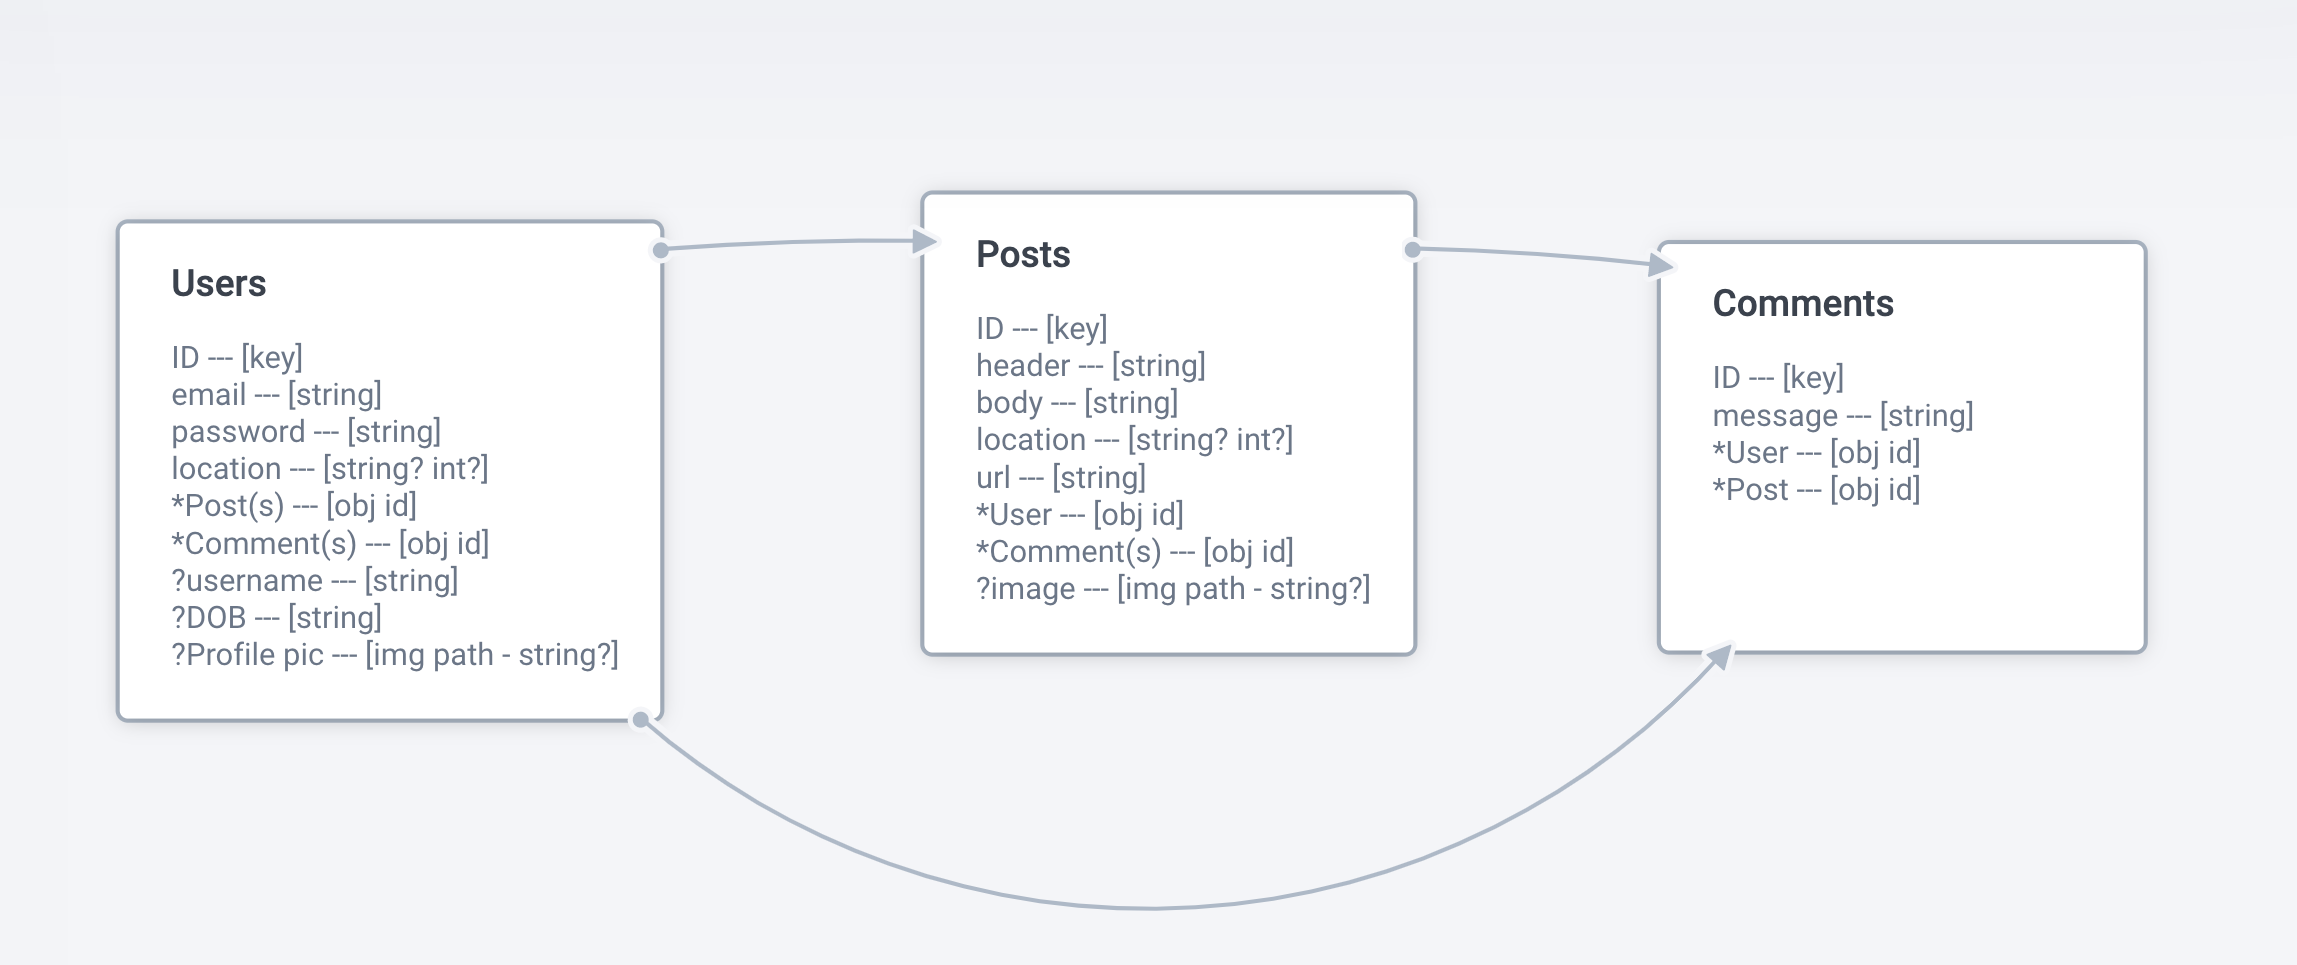 Users
ID --- [key]
email --- [string]
password --- [string]
location --- [string? int?]
*Post(s) --- [obj id]
*Comment(s) --- [obj id]
?username --- [string]
?DOB --- [string]
?Profile pic --- [img path - string?]
Posts
ID --- [key]
header --- [string]
body --- [string]
location --- [string? int?]
url --- [string]
*User --- [obj id]
*Comment(s) --- [obj id]
?image --- [img path - string?]
Comments
ID --- [key]
message --- [string]
*User --- [obj id]
*Post --- [obj id]